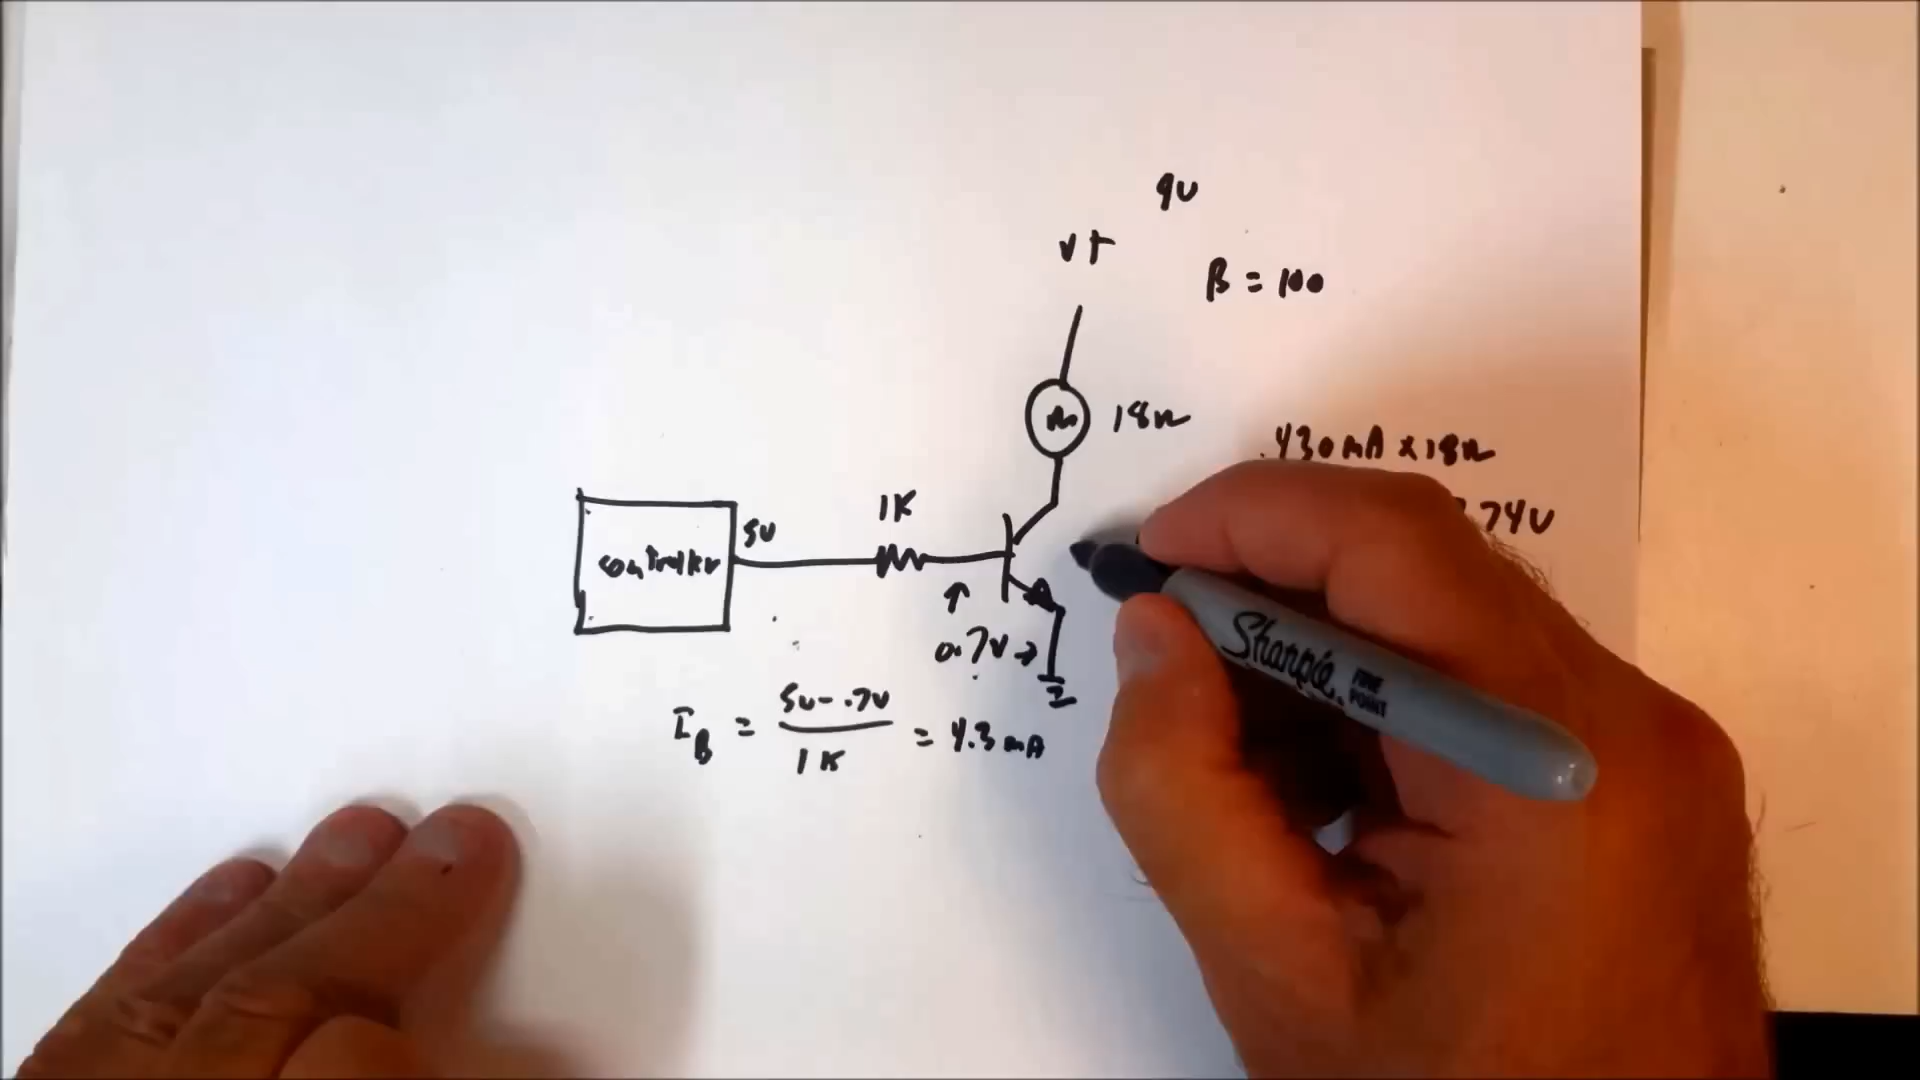 9V
V+
β = 100
18Ω
.430mA x 18Ω
.74V
1K
5V
controller
M
0.7V →
I_B = 5V - .7V / 1K = 4.3mA
Sharpie
FINE
POINT